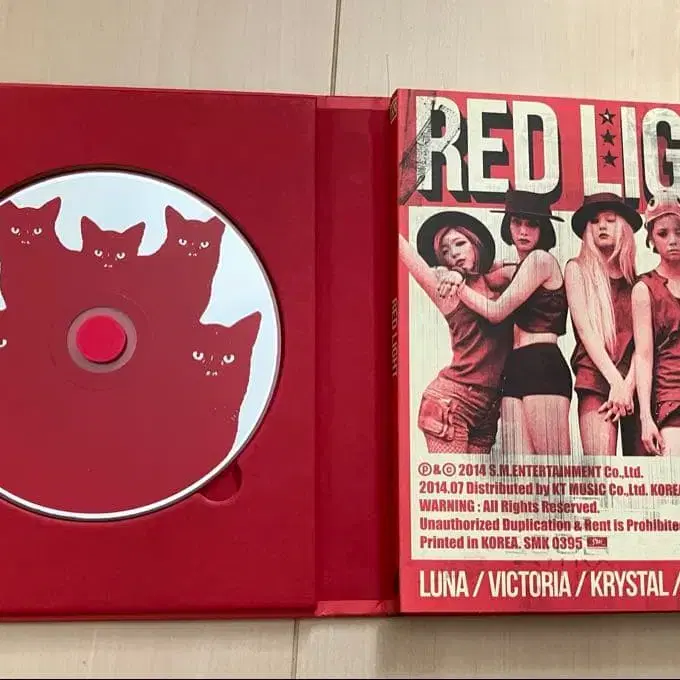 RED LIGHT
RED LIG
℗ & © 2014 S.M.ENTERTAINMENT Co.,Ltd.
2014.07 Distributed by KT MUSIC Co.,Ltd. KOREA
WARNING : All Rights Reserved.
Unauthorized Duplication & Rent is Prohibite
Printed in KOREA. SMK 0395
LUNA / VICTORIA / KRYSTAL /